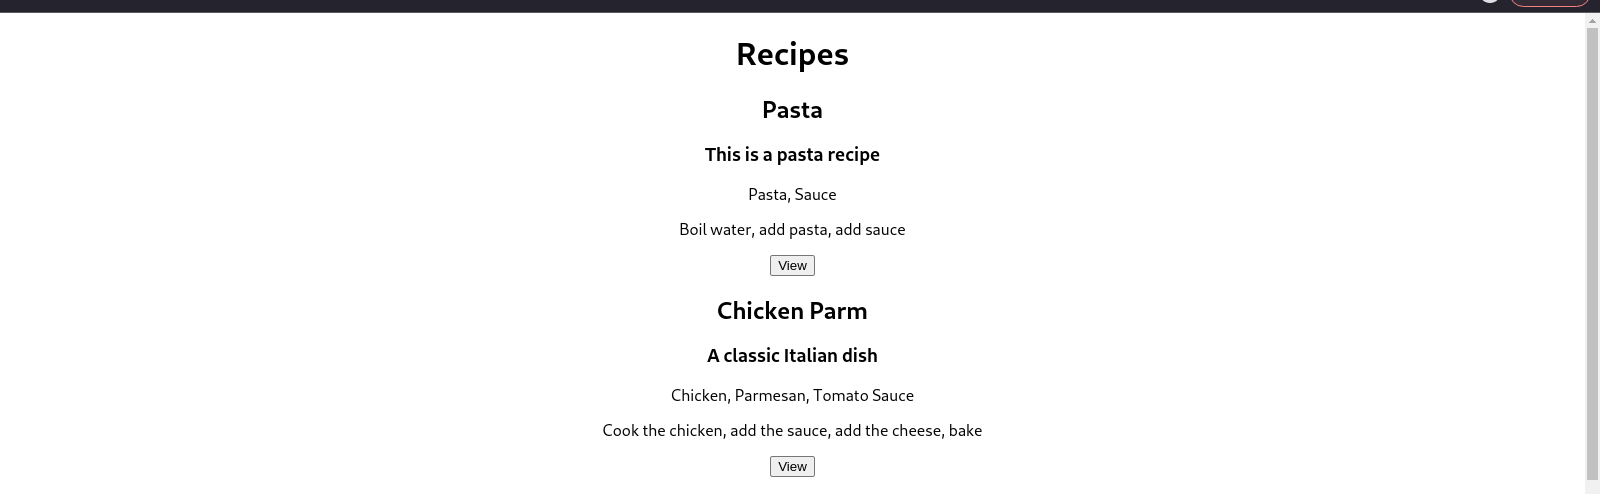 Recipes
Pasta
This is a pasta recipe
Pasta, Sauce
Boil water, add pasta, add sauce
View
Chicken Parm
A classic Italian dish
Chicken, Parmesan, Tomato Sauce
Cook the chicken, add the sauce, add the cheese, bake
View